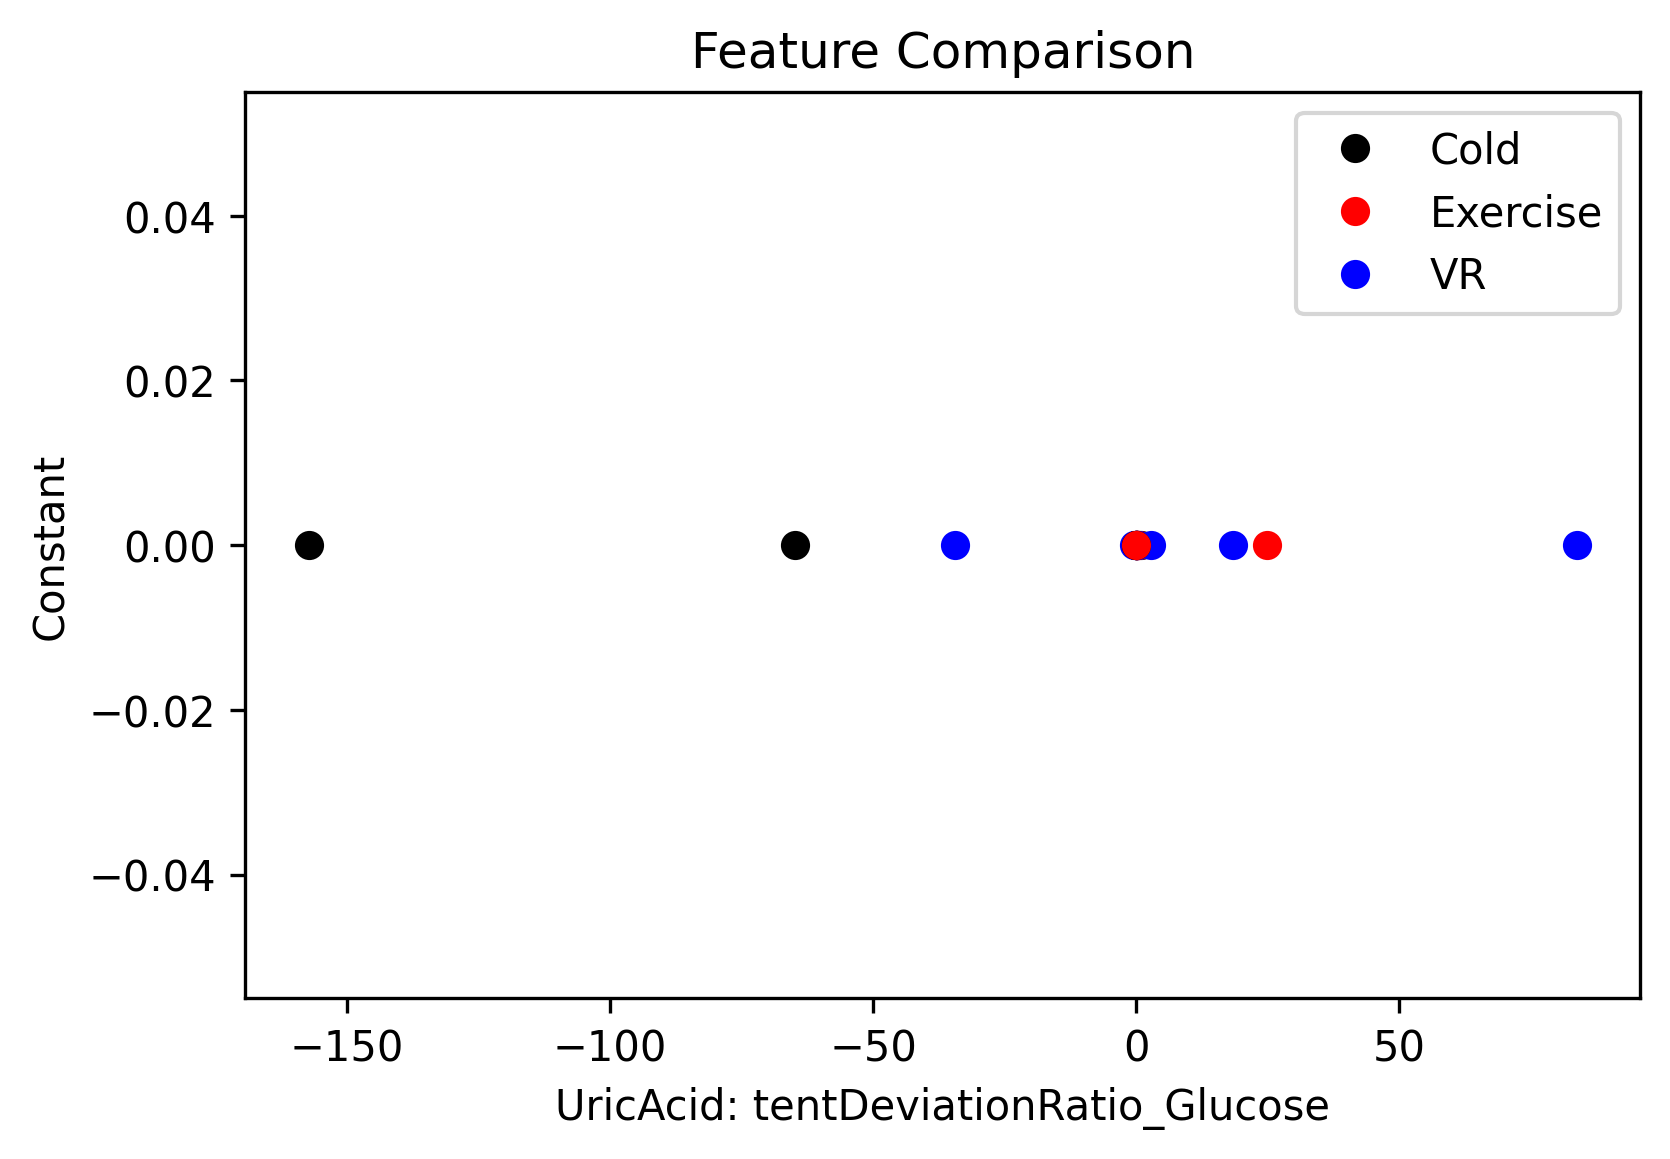 Feature Comparison
Cold
Exercise
VR
Constant
0.04
0.02
0.00
−0.02
−0.04
−150 −100 −50 0 50
UricAcid: tentDeviationRatio_Glucose